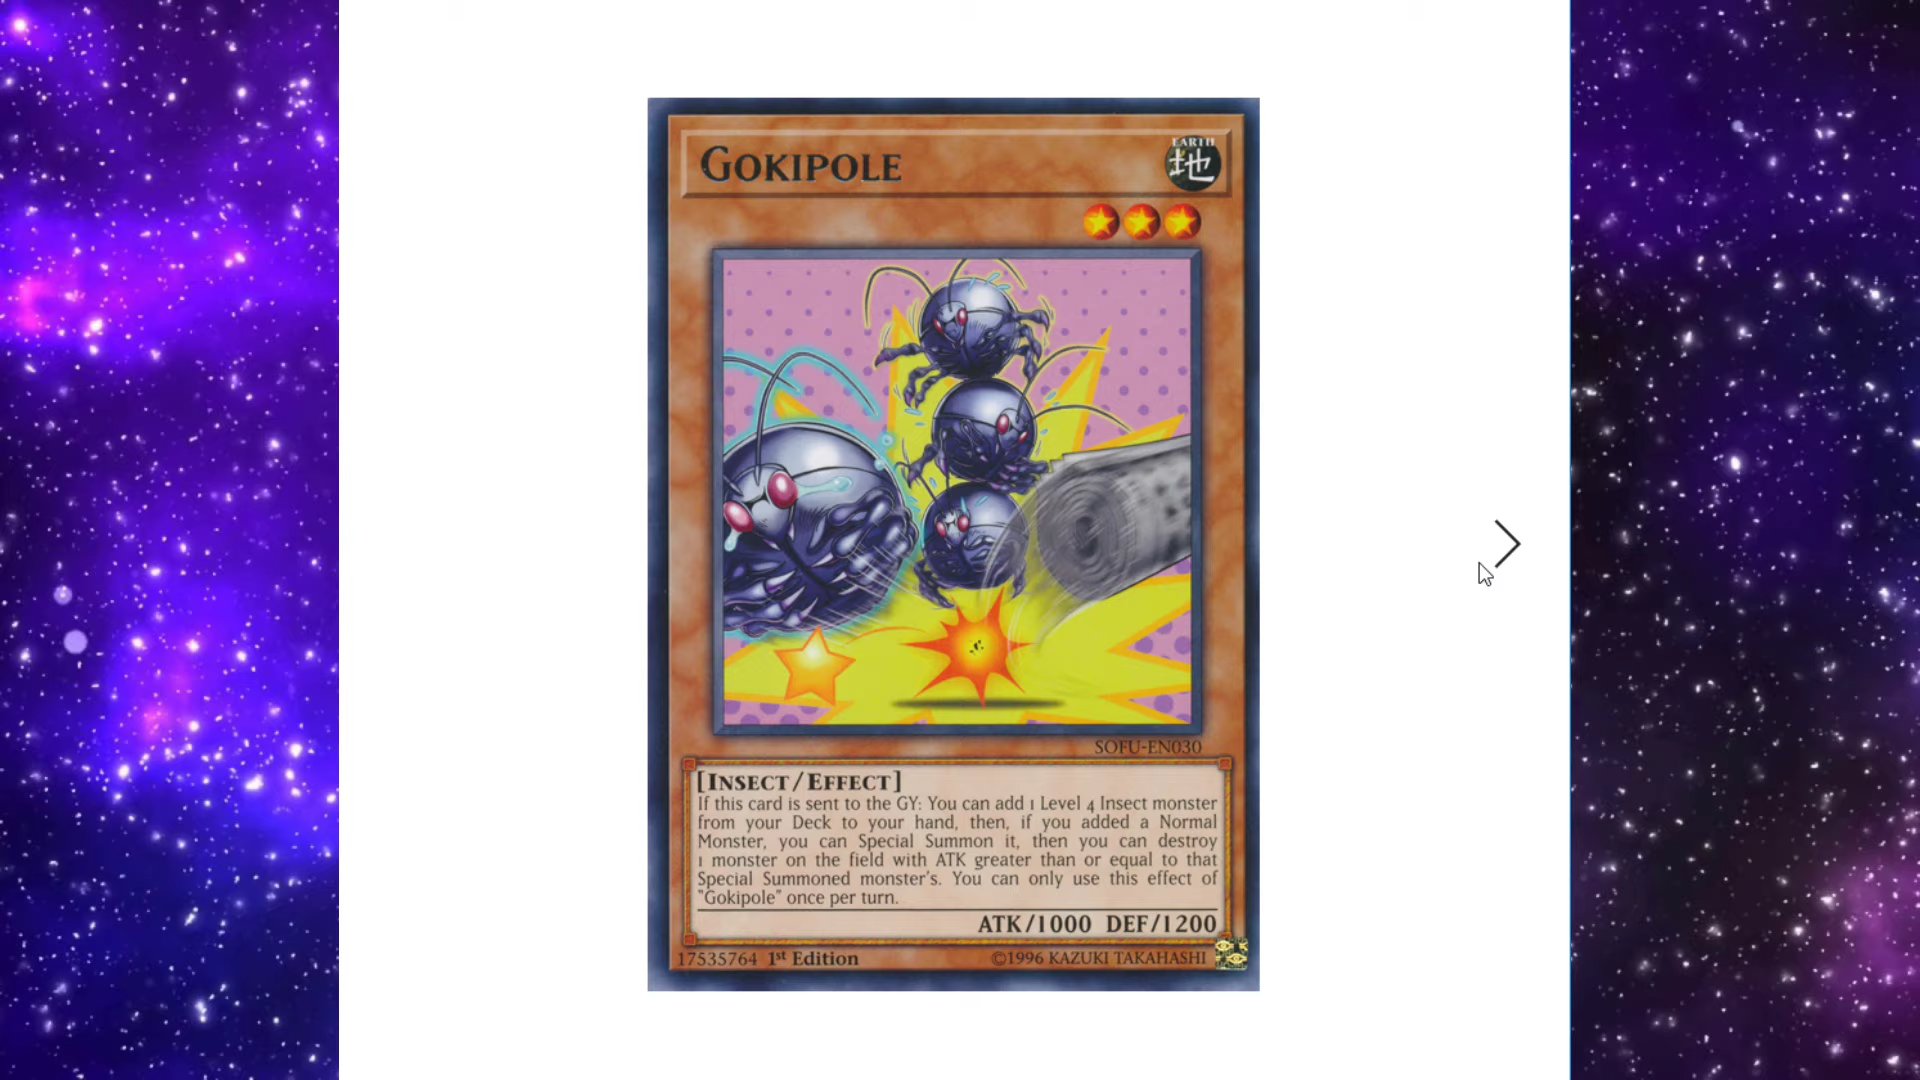 GOKIPOLE
EARTH
地
SOFU-EN030
[INSECT/EFFECT]
If this card is sent to the GY: You can add 1 Level 4 Insect monster
from your Deck to your hand, then, if you added a Normal
Monster, you can Special Summon it, then you can destroy
1 monster on the field with ATK greater than or equal to that
Special Summoned monster's. You can only use this effect of
"Gokipole" once per turn.
ATK/1000 DEF/1200
17535764 1st Edition
©1996 KAZUKI TAKAHASHI